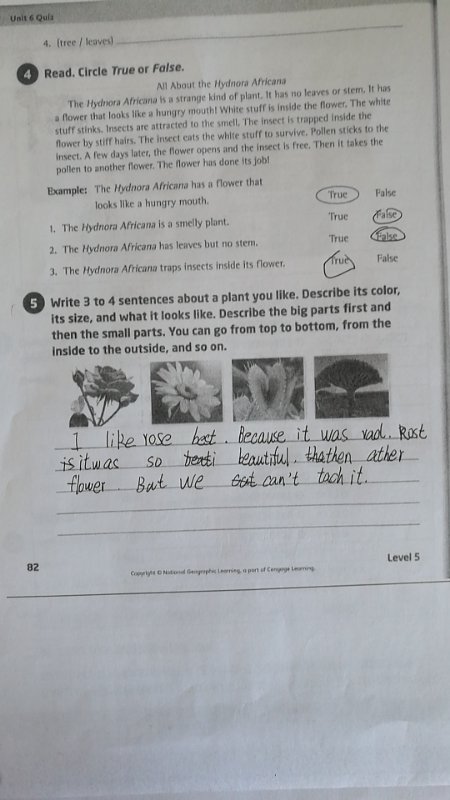 Unit 6 Quiz
4. (tree / leaves)
4 Read. Circle True or False.
All About the Hydnora Africana
The Hydnora Africana is a strange kind of plant. It has no leaves or stem. It has
a flower that looks like a hungry mouth! White stuff is inside the flower. The white
stuff stinks. Insects are attracted to the smell. The insect is trapped inside the
flower by stiff hairs. The insect eats the white stuff to survive. Pollen sticks to the
insect. A few days later, the flower opens and the insect is free. Then it takes the
pollen to another flower. The flower has done its job!
Example: The Hydnora Africana has a flower that
looks like a hungry mouth. True False
1. The Hydnora Africana is a smelly plant. True False
2. The Hydnora Africana has leaves but no stem. True False
3. The Hydnora Africana traps insects inside its flower. True False
5 Write 3 to 4 sentences about a plant you like. Describe its color,
its size, and what it looks like. Describe the big parts first and
then the small parts. You can go from top to bottom, from the
inside to the outside, and so on.
I like rose best. Because it was rad. Rost
is it was so beautiful. then ather
flower. But we can't tach it.
82
Level 5
Copyright © National Geographic Learning, a part of Cengage Learning.